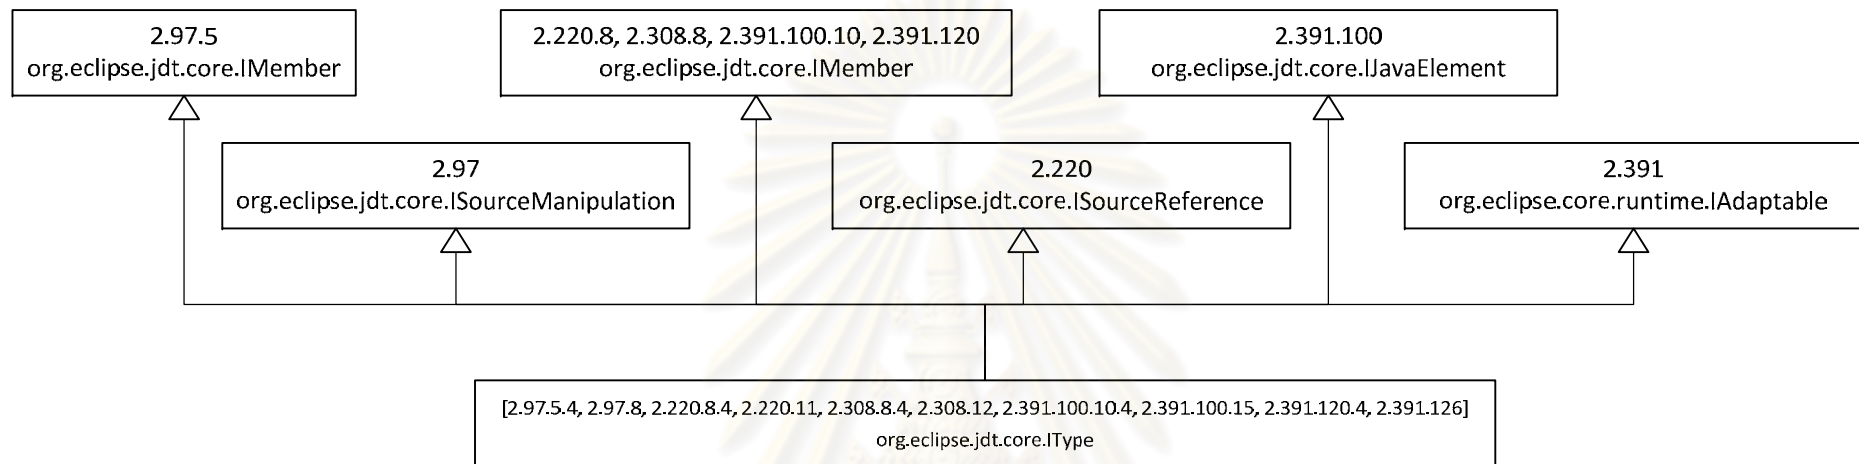 2.97.5
org.eclipse.jdt.core.IMember
2.220.8, 2.308.8, 2.391.100.10, 2.391.120
org.eclipse.jdt.core.IMember
2.391.100
org.eclipse.jdt.core.IJavaElement
2.97
org.eclipse.jdt.core.ISourceManipulation
2.220
org.eclipse.jdt.core.ISourceReference
2.391
org.eclipse.core.runtime.IAdaptable
[2.97.5.4, 2.97.8, 2.220.8.4, 2.220.11, 2.308.8.4, 2.308.12, 2.391.100.10.4, 2.391.100.15, 2.391.120.4, 2.391.126]
org.eclipse.jdt.core.IType